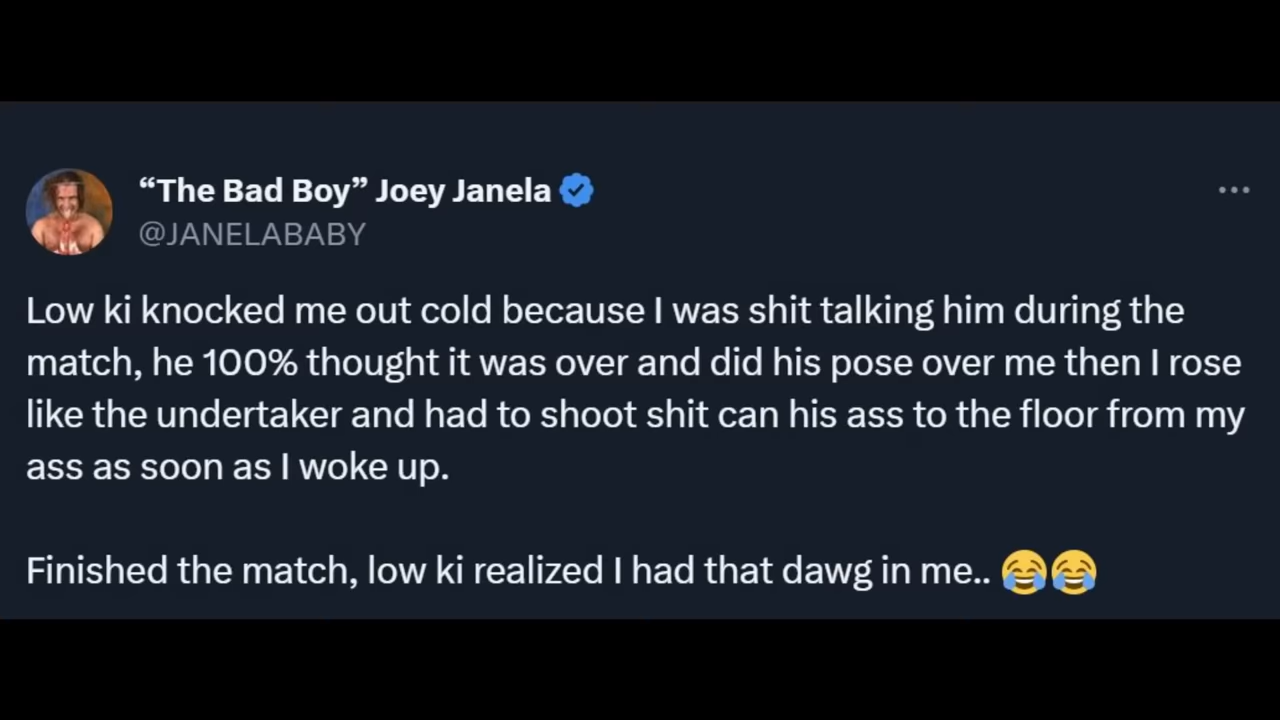 “The Bad Boy” Joey Janela
@JANELABABY
Low ki knocked me out cold because I was shit talking him during the
match, he 100% thought it was over and did his pose over me then I rose
like the undertaker and had to shoot shit can his ass to the floor from my
ass as soon as I woke up.
Finished the match, low ki realized I had that dawg in me.. 😂😂